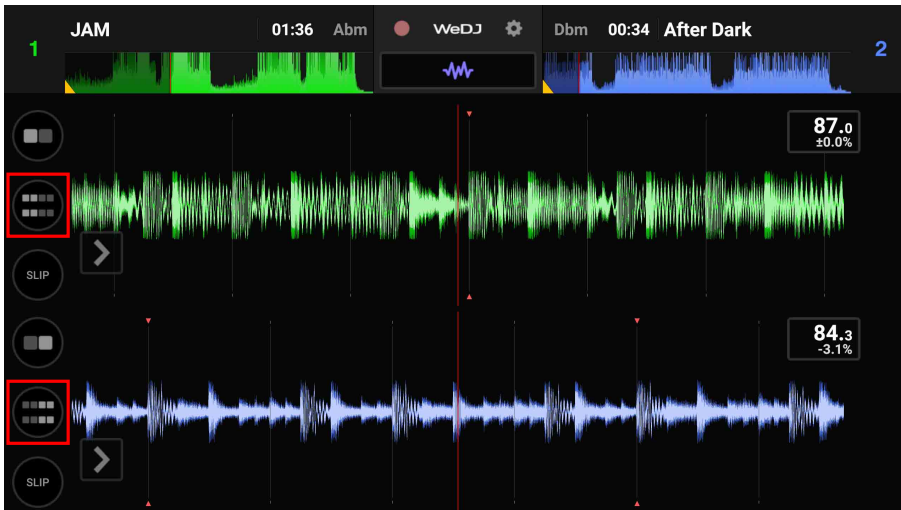 1
JAM
01:36
Abm
WeDJ
Dbm
00:34
After Dark
2
87.0
±0.0%
SLIP
84.3
-3.1%
SLIP